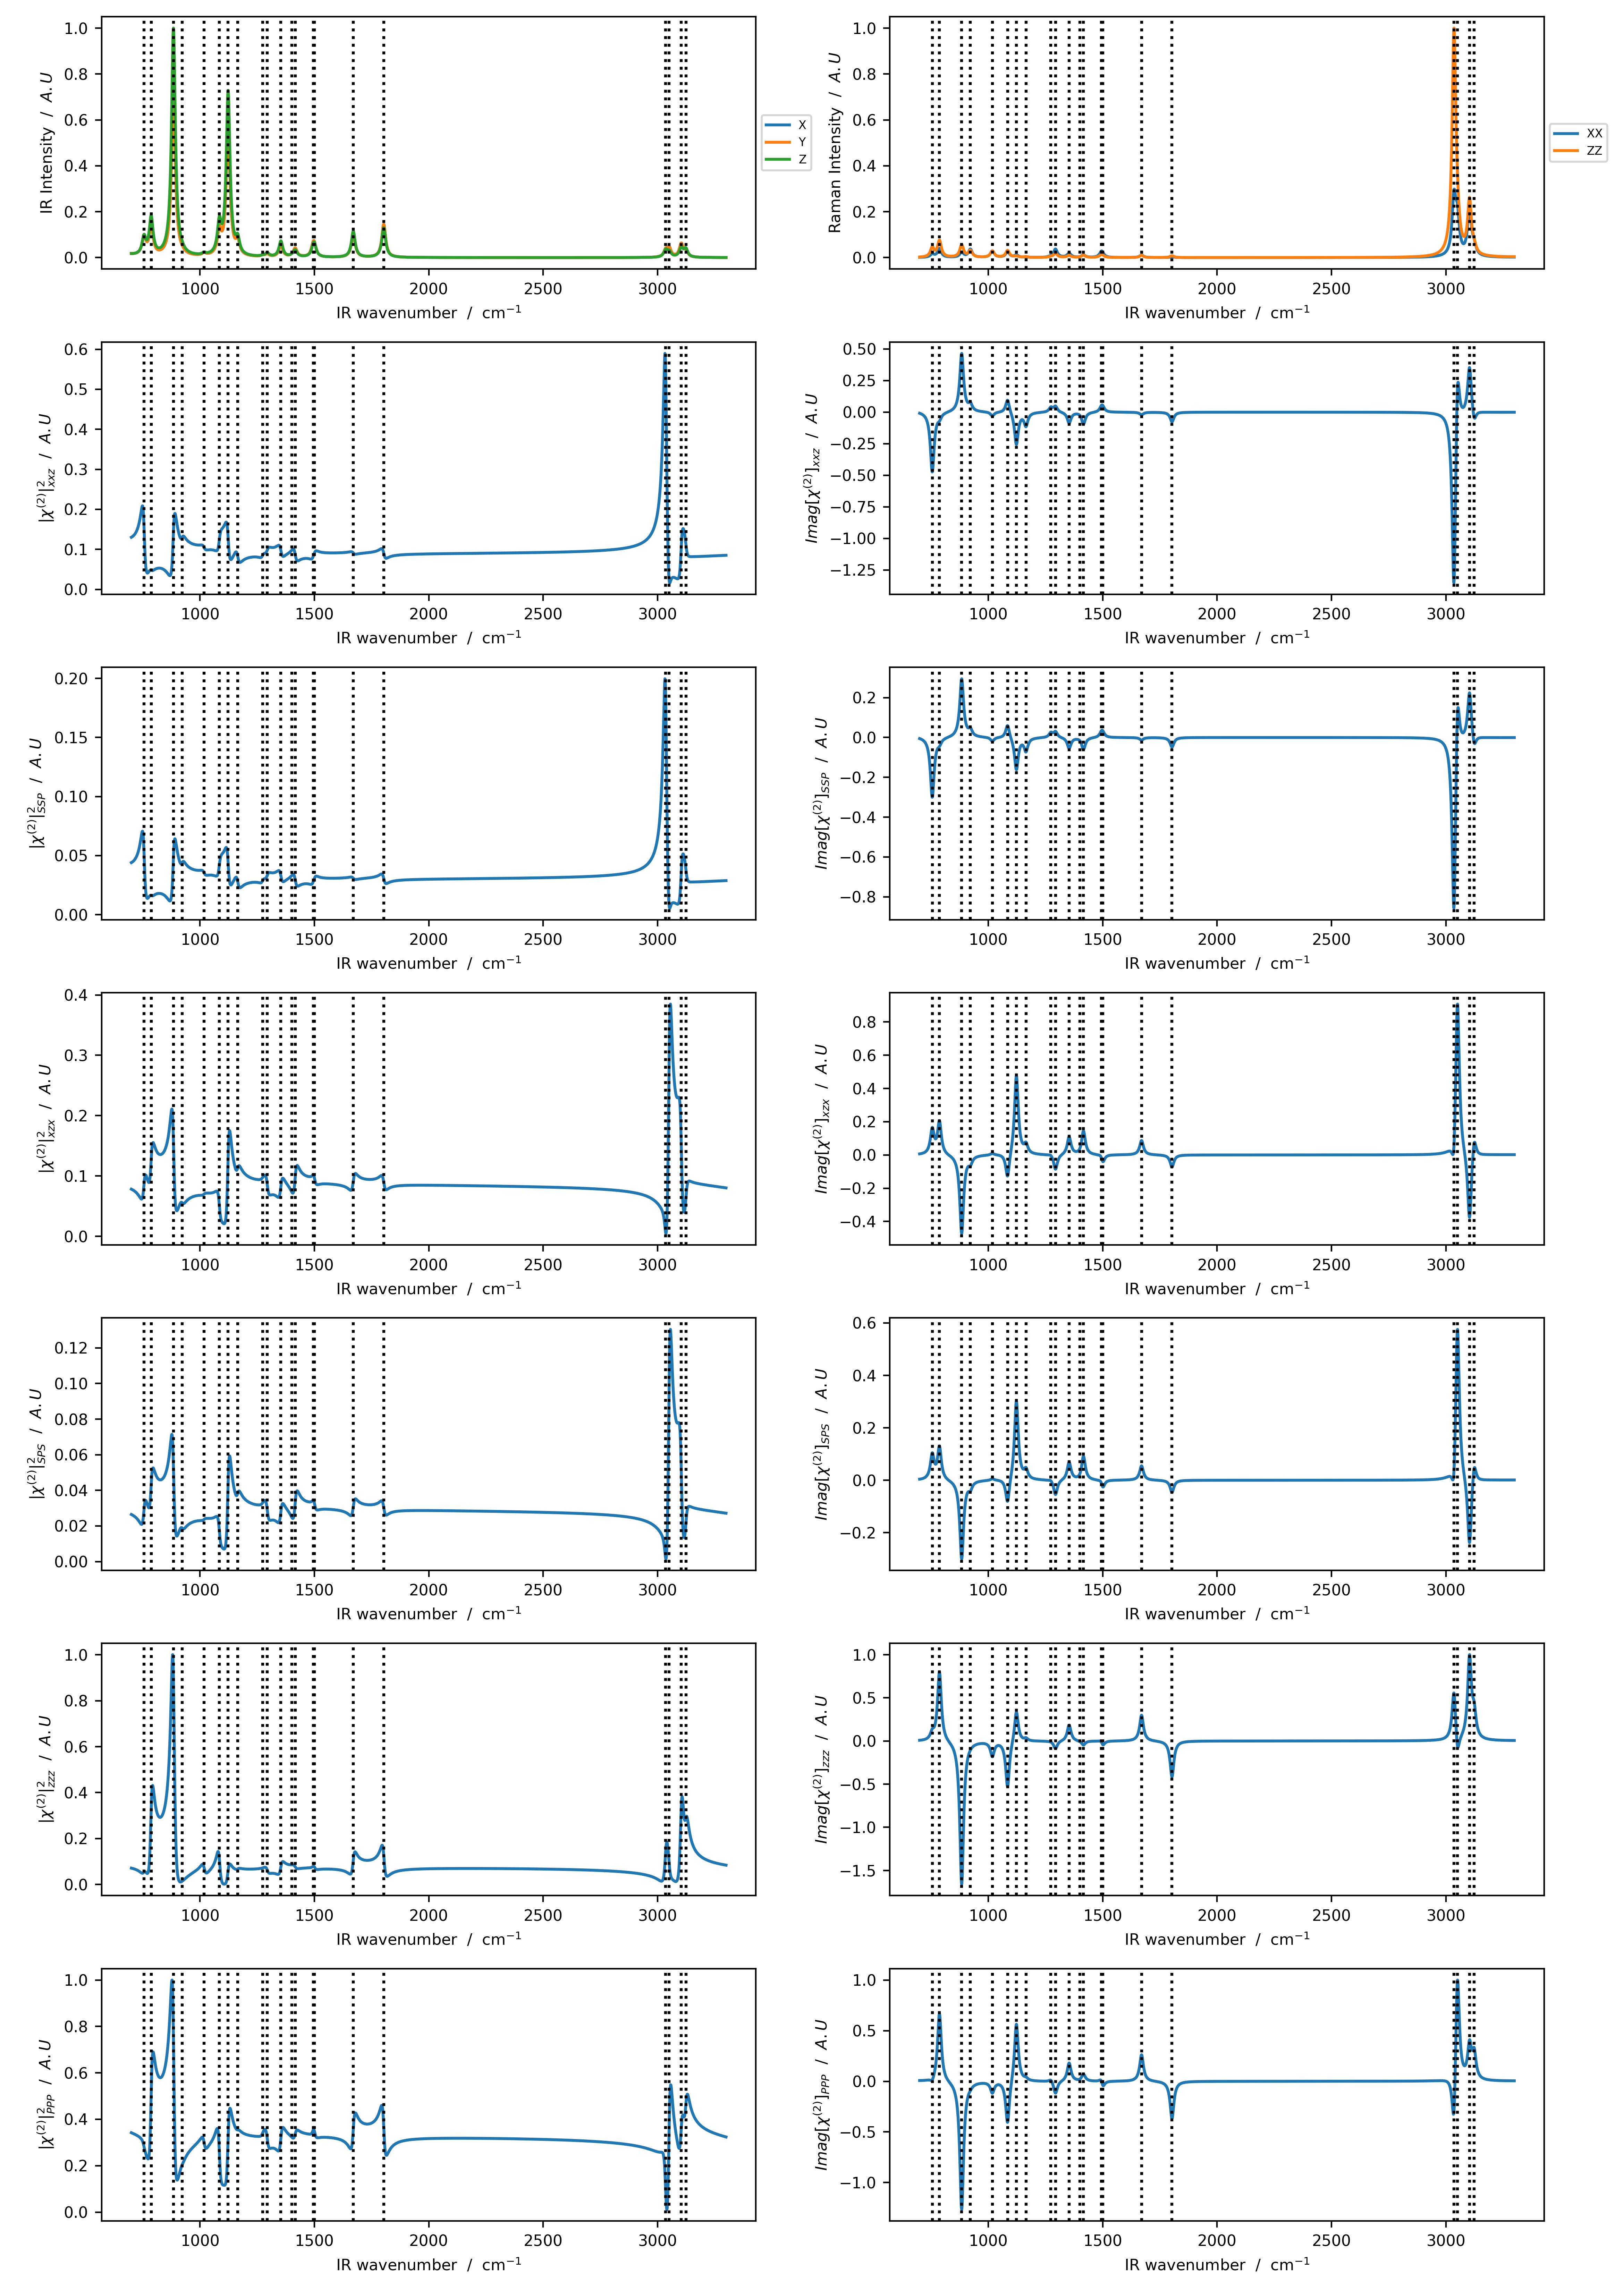 1.0
0.8
0.6
0.4
0.2
0.0
IR Intensity / A.U
1000 1500 2000 2500 3000
IR wavenumber / cm⁻¹
X
Y
Z
1.0
0.8
0.6
0.4
0.2
0.0
Raman Intensity / A.U
1000 1500 2000 2500 3000
IR wavenumber / cm⁻¹
XX
ZZ
0.6
0.5
0.4
0.3
0.2
0.1
0.0
|χ⁽²⁾|²xxz / A.U
1000 1500 2000 2500 3000
IR wavenumber / cm⁻¹
0.50
0.25
0.00
−0.25
−0.50
−0.75
−1.00
−1.25
Imag[χ⁽²⁾]xxz / A.U
1000 1500 2000 2500 3000
IR wavenumber / cm⁻¹
0.20
0.15
0.10
0.05
0.00
|χ⁽²⁾|²SSP / A.U
1000 1500 2000 2500 3000
IR wavenumber / cm⁻¹
0.2
0.0
−0.2
−0.4
−0.6
−0.8
Imag[χ⁽²⁾]SSP / A.U
1000 1500 2000 2500 3000
IR wavenumber / cm⁻¹
0.4
0.3
0.2
0.1
0.0
|χ⁽²⁾|²xzx / A.U
1000 1500 2000 2500 3000
IR wavenumber / cm⁻¹
0.8
0.6
0.4
0.2
0.0
−0.2
−0.4
Imag[χ⁽²⁾]xzx / A.U
1000 1500 2000 2500 3000
IR wavenumber / cm⁻¹
0.12
0.10
0.08
0.06
0.04
0.02
0.00
|χ⁽²⁾|²SPS / A.U
1000 1500 2000 2500 3000
IR wavenumber / cm⁻¹
0.6
0.4
0.2
0.0
−0.2
Imag[χ⁽²⁾]SPS / A.U
1000 1500 2000 2500 3000
IR wavenumber / cm⁻¹
1.0
0.8
0.6
0.4
0.2
0.0
|χ⁽²⁾|²zzz / A.U
1000 1500 2000 2500 3000
IR wavenumber / cm⁻¹
1.0
0.5
0.0
−0.5
−1.0
−1.5
Imag[χ⁽²⁾]zzz / A.U
1000 1500 2000 2500 3000
IR wavenumber / cm⁻¹
1.0
0.8
0.6
0.4
0.2
0.0
|χ⁽²⁾|²PPP / A.U
1000 1500 2000 2500 3000
IR wavenumber / cm⁻¹
1.0
0.5
0.0
−0.5
−1.0
Imag[χ⁽²⁾]PPP / A.U
1000 1500 2000 2500 3000
IR wavenumber / cm⁻¹